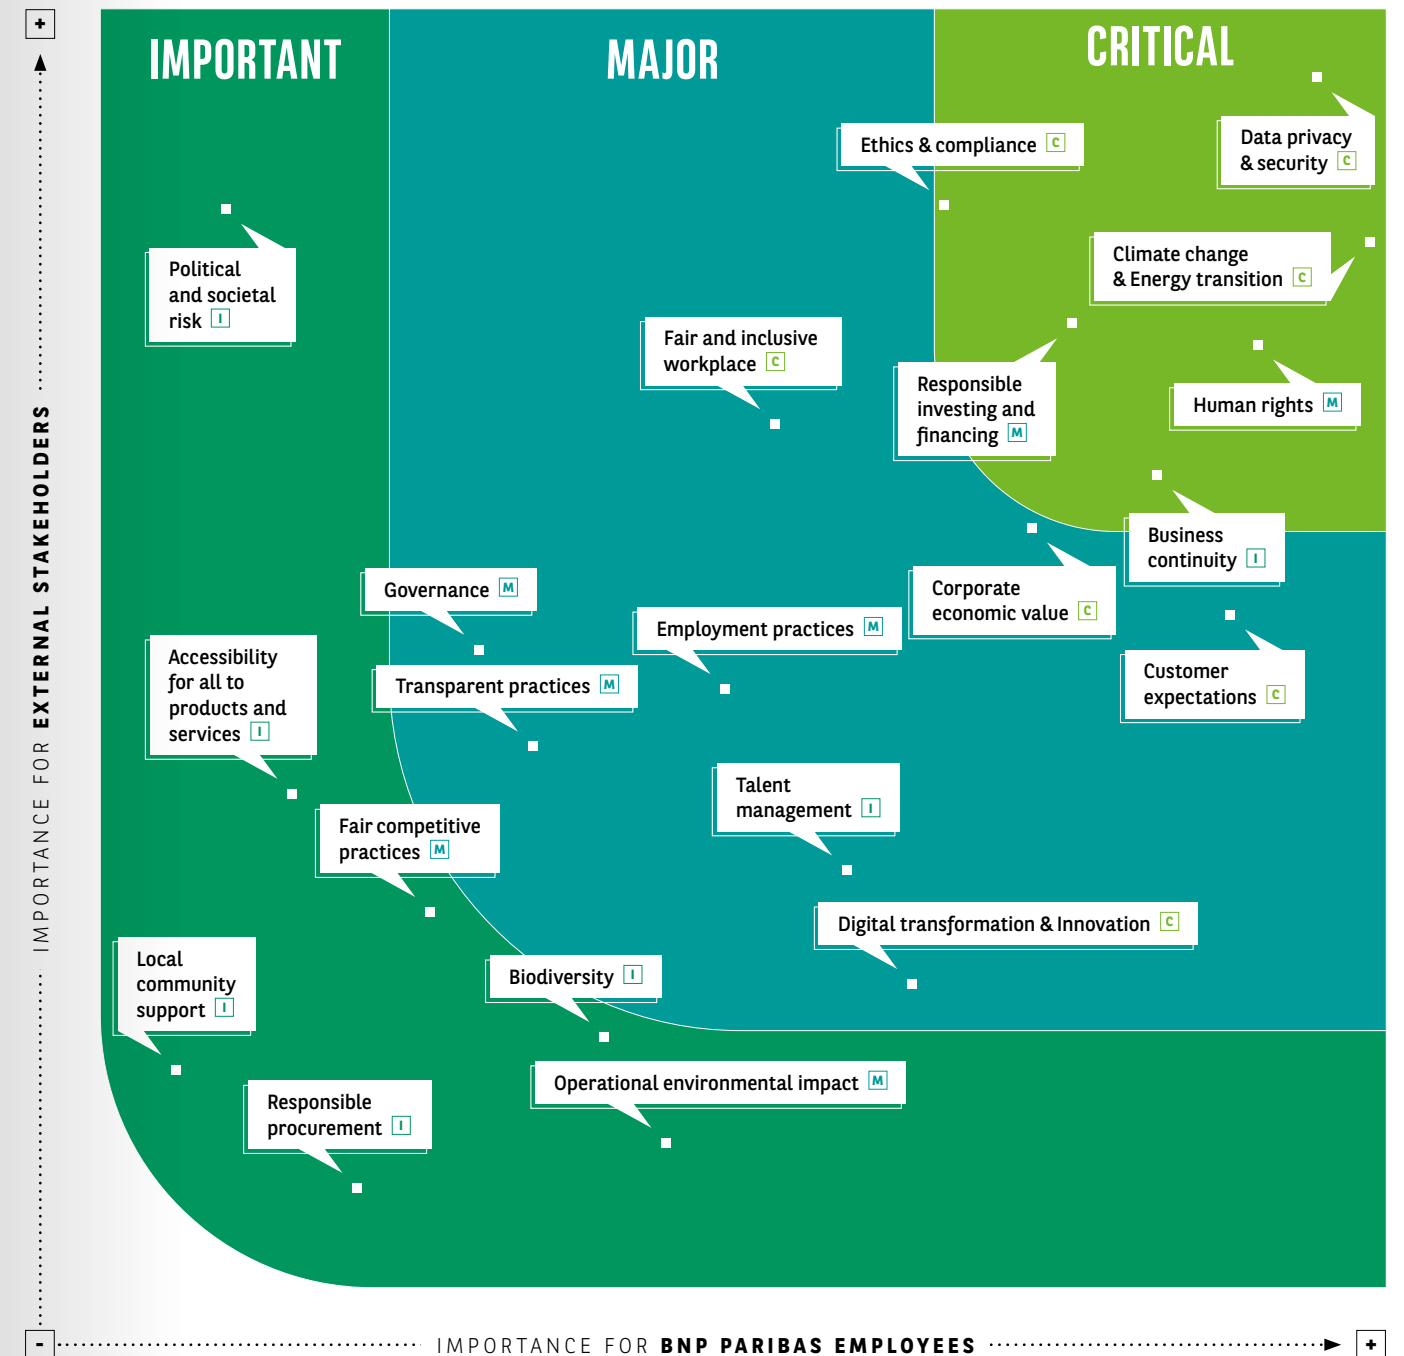 +
IMPORTANT
MAJOR
CRITICAL
Ethics & compliance C
Data privacy
& security C
Political
and societal
risk I
Climate change
& Energy transition C
Fair and inclusive
workplace C
Responsible
investing and
financing M
Human rights M
Business
continuity I
Governance M
Corporate
economic value C
Employment practices M
Accessibility
for all to
products and
services I
Transparent practices M
Customer
expectations C
Talent
management I
Fair competitive
practices M
Digital transformation & Innovation C
Local
community
support I
Biodiversity I
Operational environmental impact M
Responsible
procurement I
IMPORTANCE FOR EXTERNAL STAKEHOLDERS
-
IMPORTANCE FOR BNP PARIBAS EMPLOYEES
+